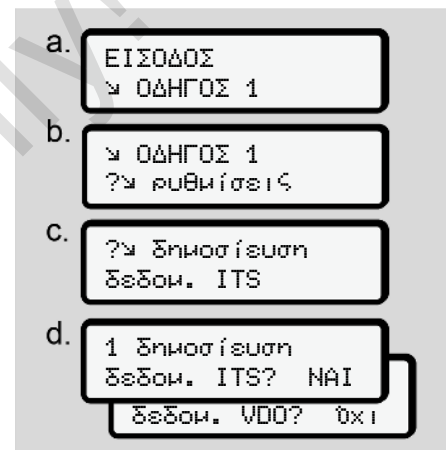 a.
ΕΙΣΟΔΟΣ
↘ ΟΔΗΓΟΣ 1
b.
↘ ΟΔΗΓΟΣ 1
?↘ ρυθμίσεις
c.
?↘ δημοσίευση
δεδομ. ITS
d.
1 δημοσίευση
δεδομ. ITS? ΝΑΙ
δεδομ. VDO? όχι